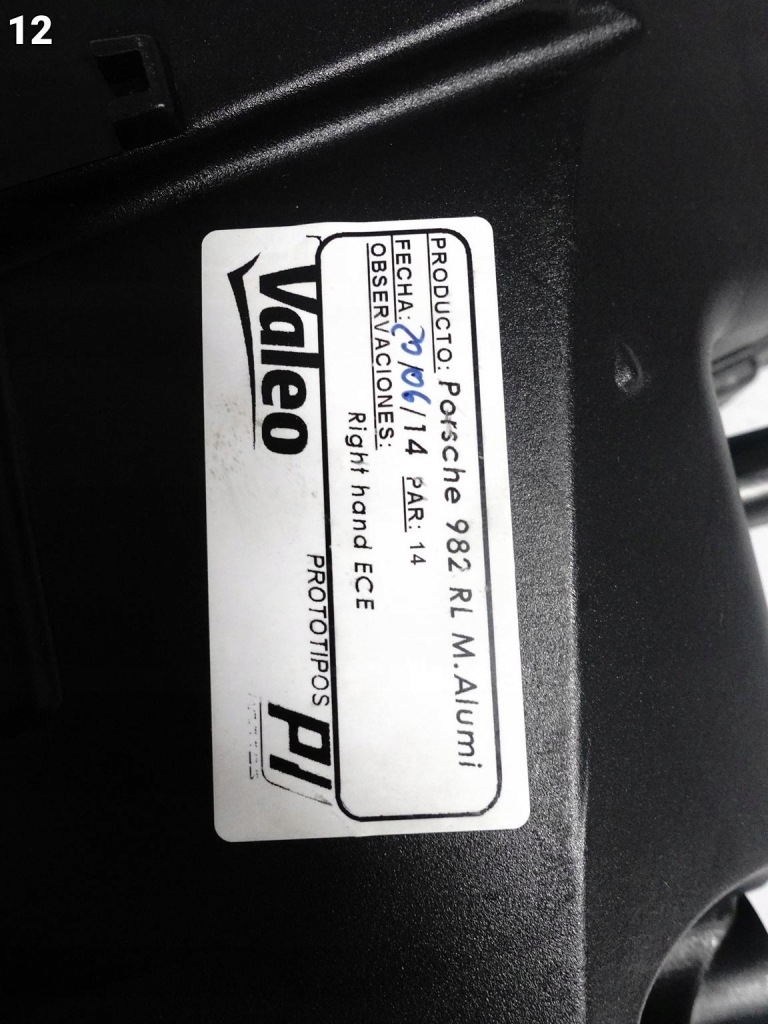 12
PRODUCTO: Porsche 982 RL M.Alumi
FECHA: 20/06/14 PAR: 14
OBSERVACIONES:
Right hand ECE
Valeo PROTOTIPOS PI